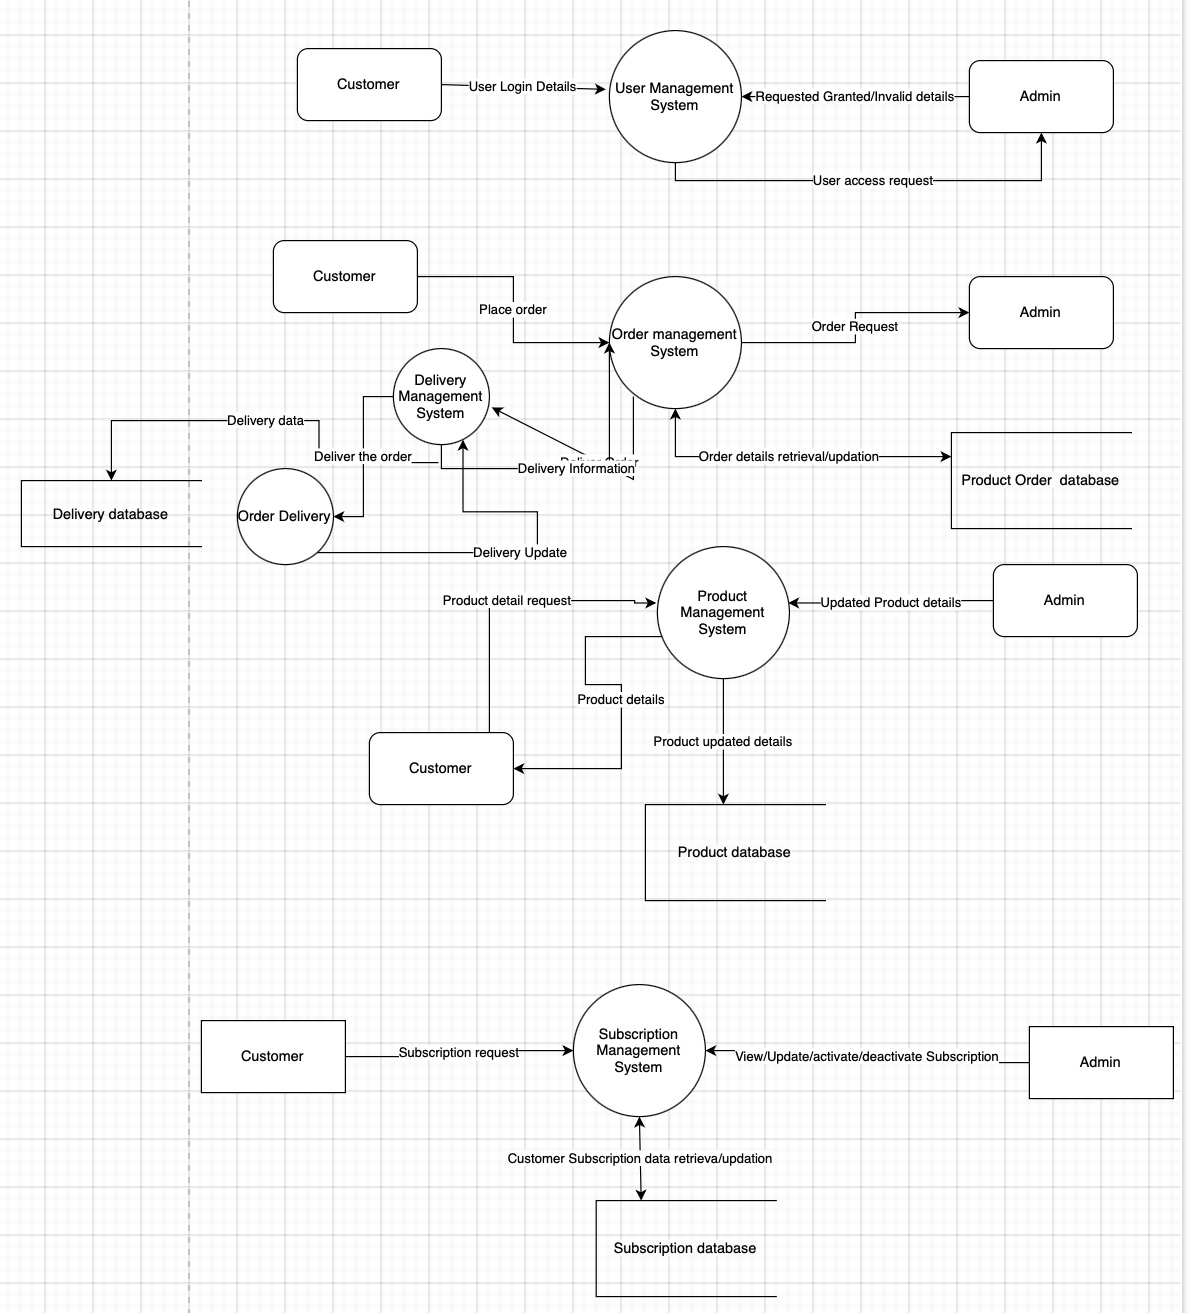 Customer
User Login Details
User Management
System
Requested Granted/Invalid details
Admin
User access request
Customer
Place order
Order management
System
Order Request
Admin
Delivery
Management
System
Delivery data
Deliver the order
Deliver Order
Delivery Information
Order details retrieval/updation
Product Order database
Delivery database
Order Delivery
Delivery Update
Product detail request
Product
Management
System
Updated Product details
Admin
Product details
Product updated details
Customer
Product database
Subscription
Management
System
Customer
Subscription request
View/Update/activate/deactivate Subscription
Admin
Customer Subscription data retrieva/updation
Subscription database